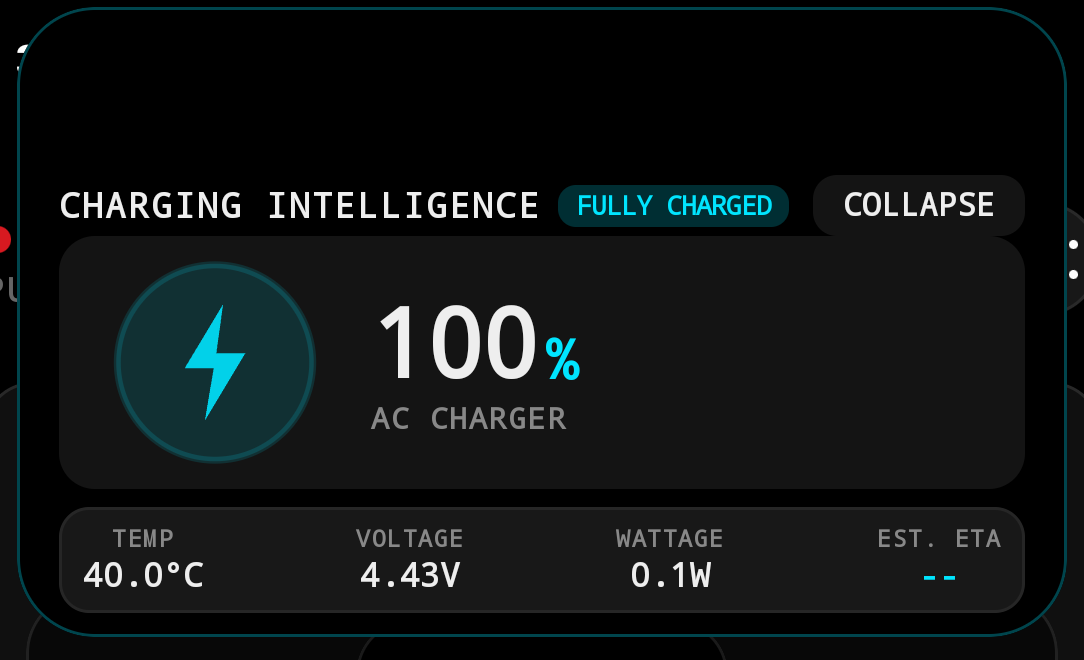 CHARGING INTELLIGENCE FULLY CHARGED COLLAPSE
100%
AC CHARGER
TEMP VOLTAGE WATTAGE EST. ETA
40.0°C 4.43V 0.1W --